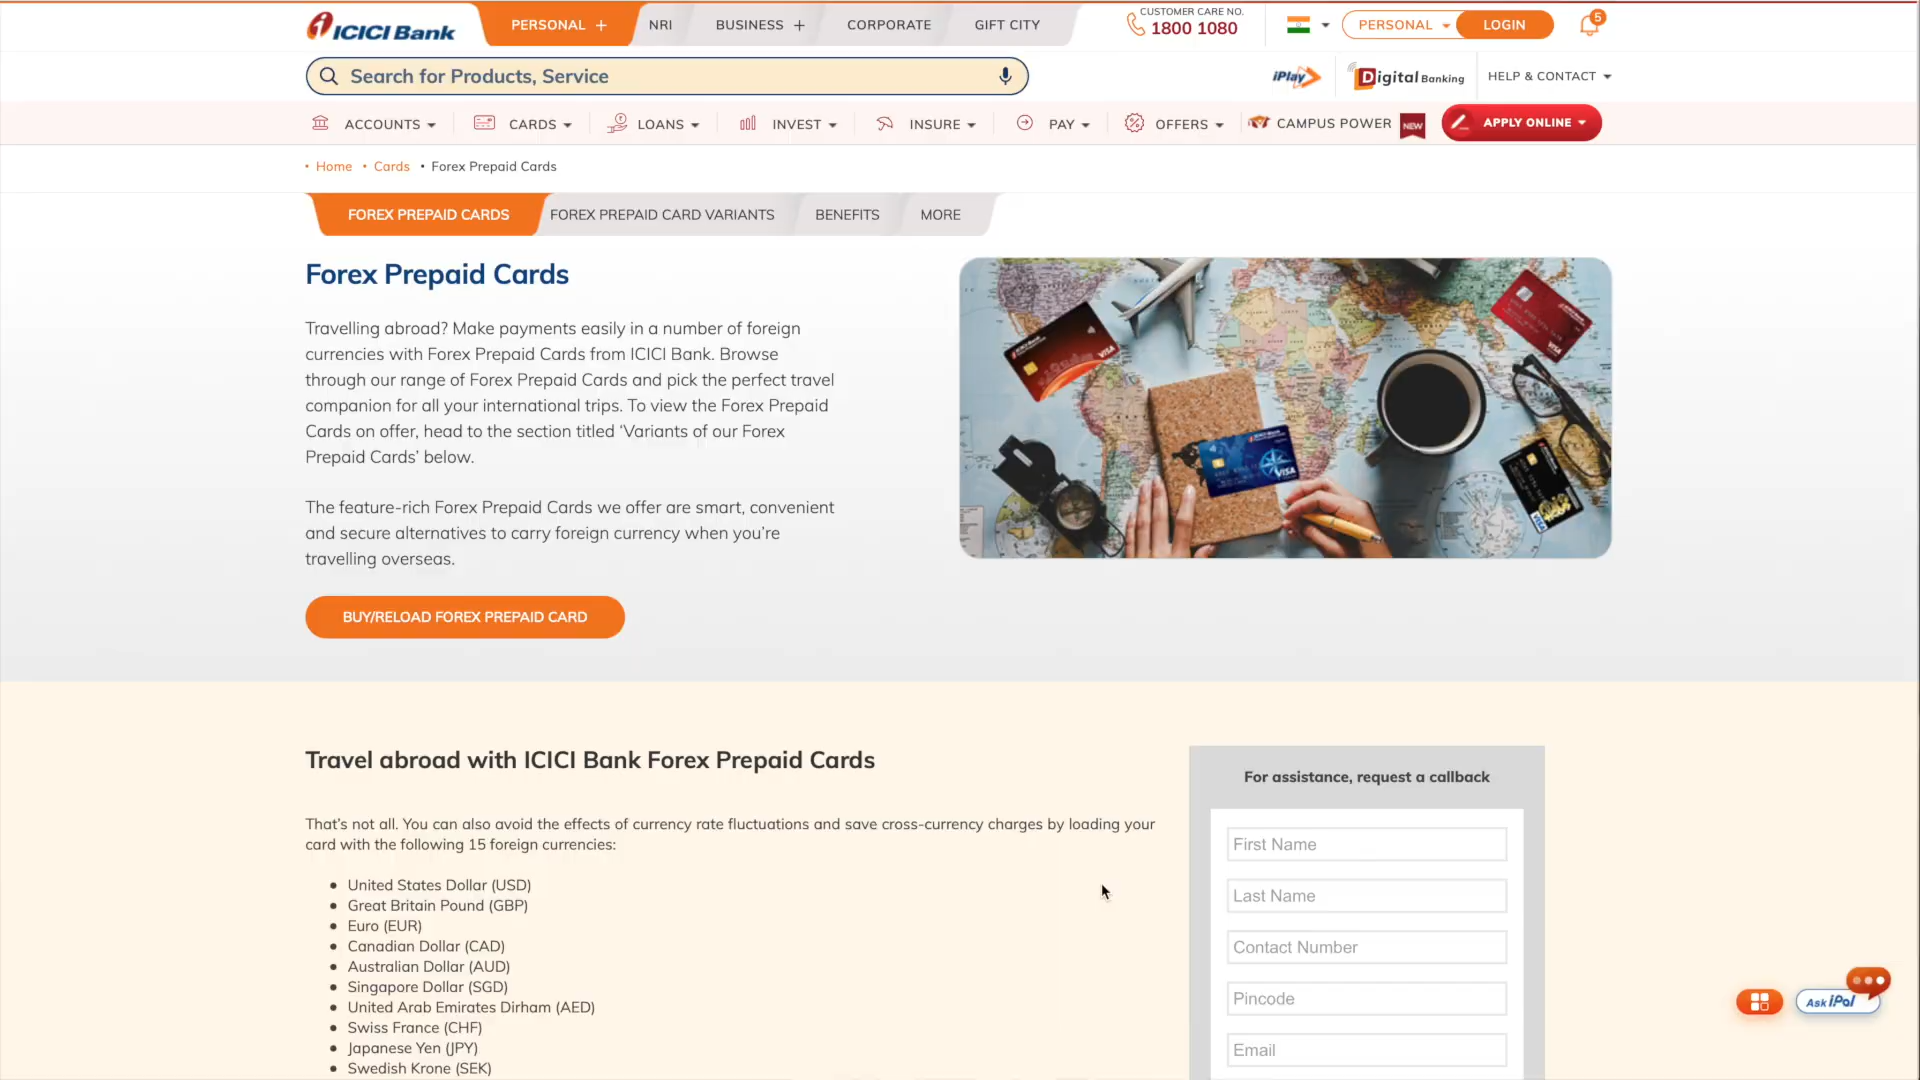 ICICI Bank
PERSONAL +
NRI
BUSINESS +
CORPORATE
GIFT CITY
CUSTOMER CARE NO.
1800 1080
PERSONAL
LOGIN
5
Search for Products, Service
iPlay
Digital Banking
HELP & CONTACT
ACCOUNTS
CARDS
LOANS
INVEST
INSURE
PAY
OFFERS
CAMPUS POWER
NEW
APPLY ONLINE
• Home • Cards • Forex Prepaid Cards
FOREX PREPAID CARDS
FOREX PREPAID CARD VARIANTS
BENEFITS
MORE
Forex Prepaid Cards
Travelling abroad? Make payments easily in a number of foreign
currencies with Forex Prepaid Cards from ICICI Bank. Browse
through our range of Forex Prepaid Cards and pick the perfect travel
companion for all your international trips. To view the Forex Prepaid
Cards on offer, head to the section titled ‘Variants of our Forex
Prepaid Cards’ below.
The feature-rich Forex Prepaid Cards we offer are smart, convenient
and secure alternatives to carry foreign currency when you’re
travelling overseas.
BUY/RELOAD FOREX PREPAID CARD
VISA
ICICI Bank
VISA
VISA
VISA
Travel abroad with ICICI Bank Forex Prepaid Cards
That’s not all. You can also avoid the effects of currency rate fluctuations and save cross-currency charges by loading your
card with the following 15 foreign currencies:
• United States Dollar (USD)
• Great Britain Pound (GBP)
• Euro (EUR)
• Canadian Dollar (CAD)
• Australian Dollar (AUD)
• Singapore Dollar (SGD)
• United Arab Emirates Dirham (AED)
• Swiss France (CHF)
• Japanese Yen (JPY)
• Swedish Krone (SEK)
For assistance, request a callback
First Name
Last Name
Contact Number
Pincode
Email
Ask iPal